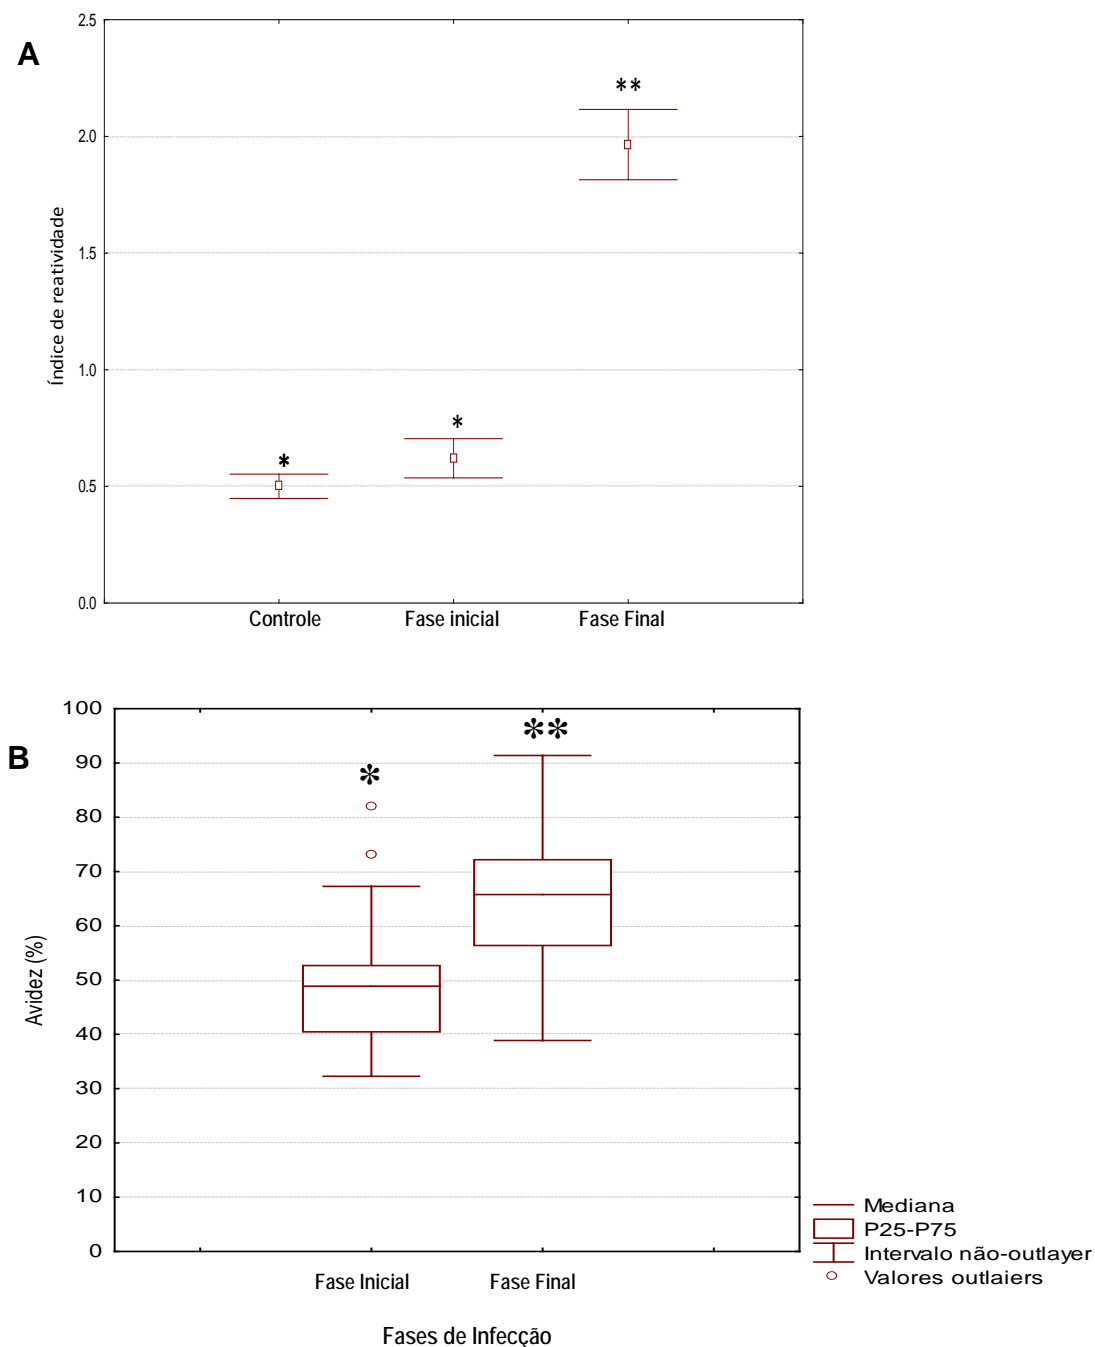 A
2.5
2.0
1.5
1.0
0.5
0.0
Índice de reatividade
*
*
**
Controle
Fase inicial
Fase Final
B
100
90
80
70
60
50
40
30
20
10
0
Avidez (%)
*
**
Fase Inicial
Fase Final
Fases de Infecção
Mediana
P25-P75
Intervalo não-outlayer
Valores outlaiers